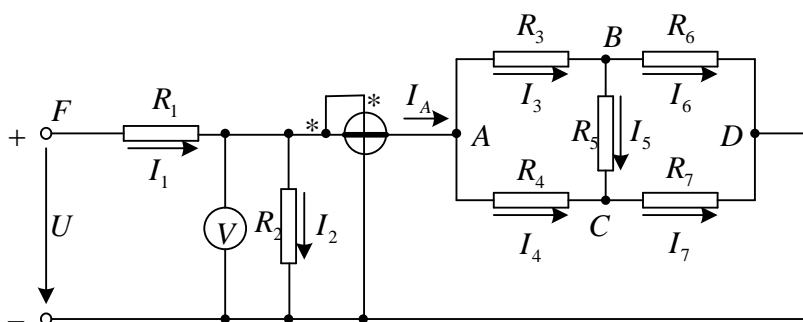 R3 B R6
I3 I6
F R1 * * IA
+ A R5 I5 D
I1 R4 R7
U V R2 I2 C
I4 I7
−